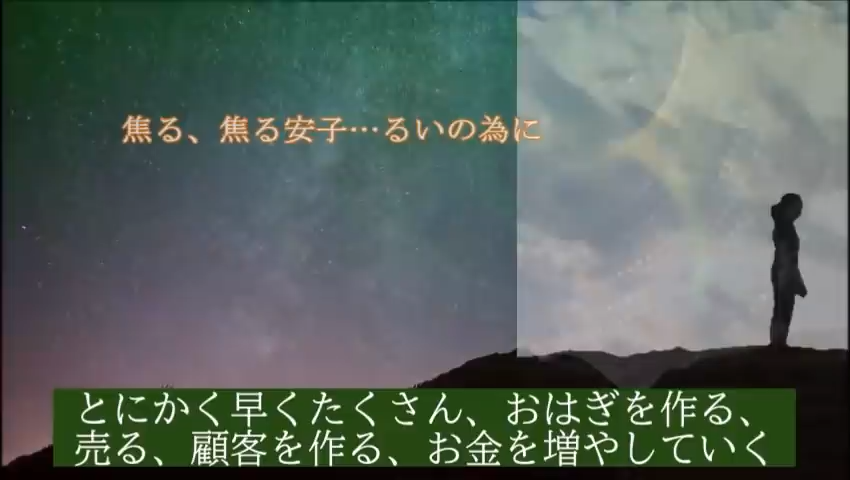 焦る、焦る安子…るいの為に
とにかく早くたくさん、おはぎを作る、
売る、顧客を作る、お金を増やしていく